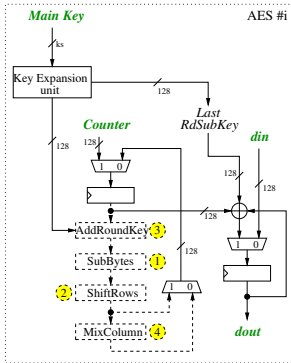 Main Key
AES #i
ks
Key Expansion
unit
128
128
Last
RdSubKey
Counter
din
128
128
128
1 0
128
AddRoundKey 3
128
1 0
SubBytes 1
2 ShiftRows
1 0
MixColumn 4
dout